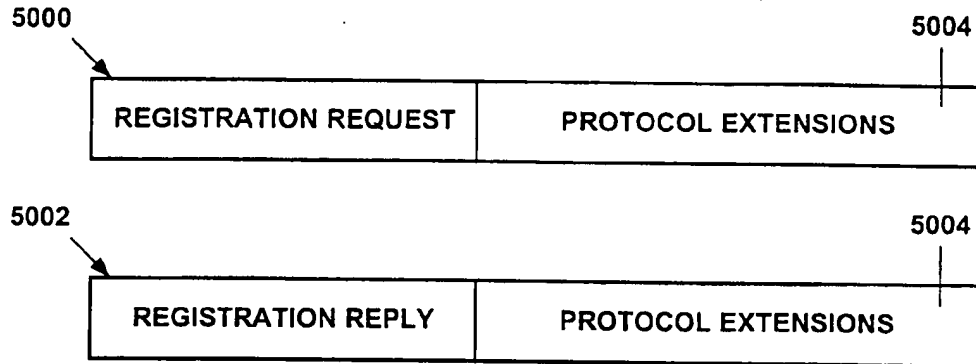 5000
5004
REGISTRATION REQUEST PROTOCOL EXTENSIONS
5002
5004
REGISTRATION REPLY PROTOCOL EXTENSIONS